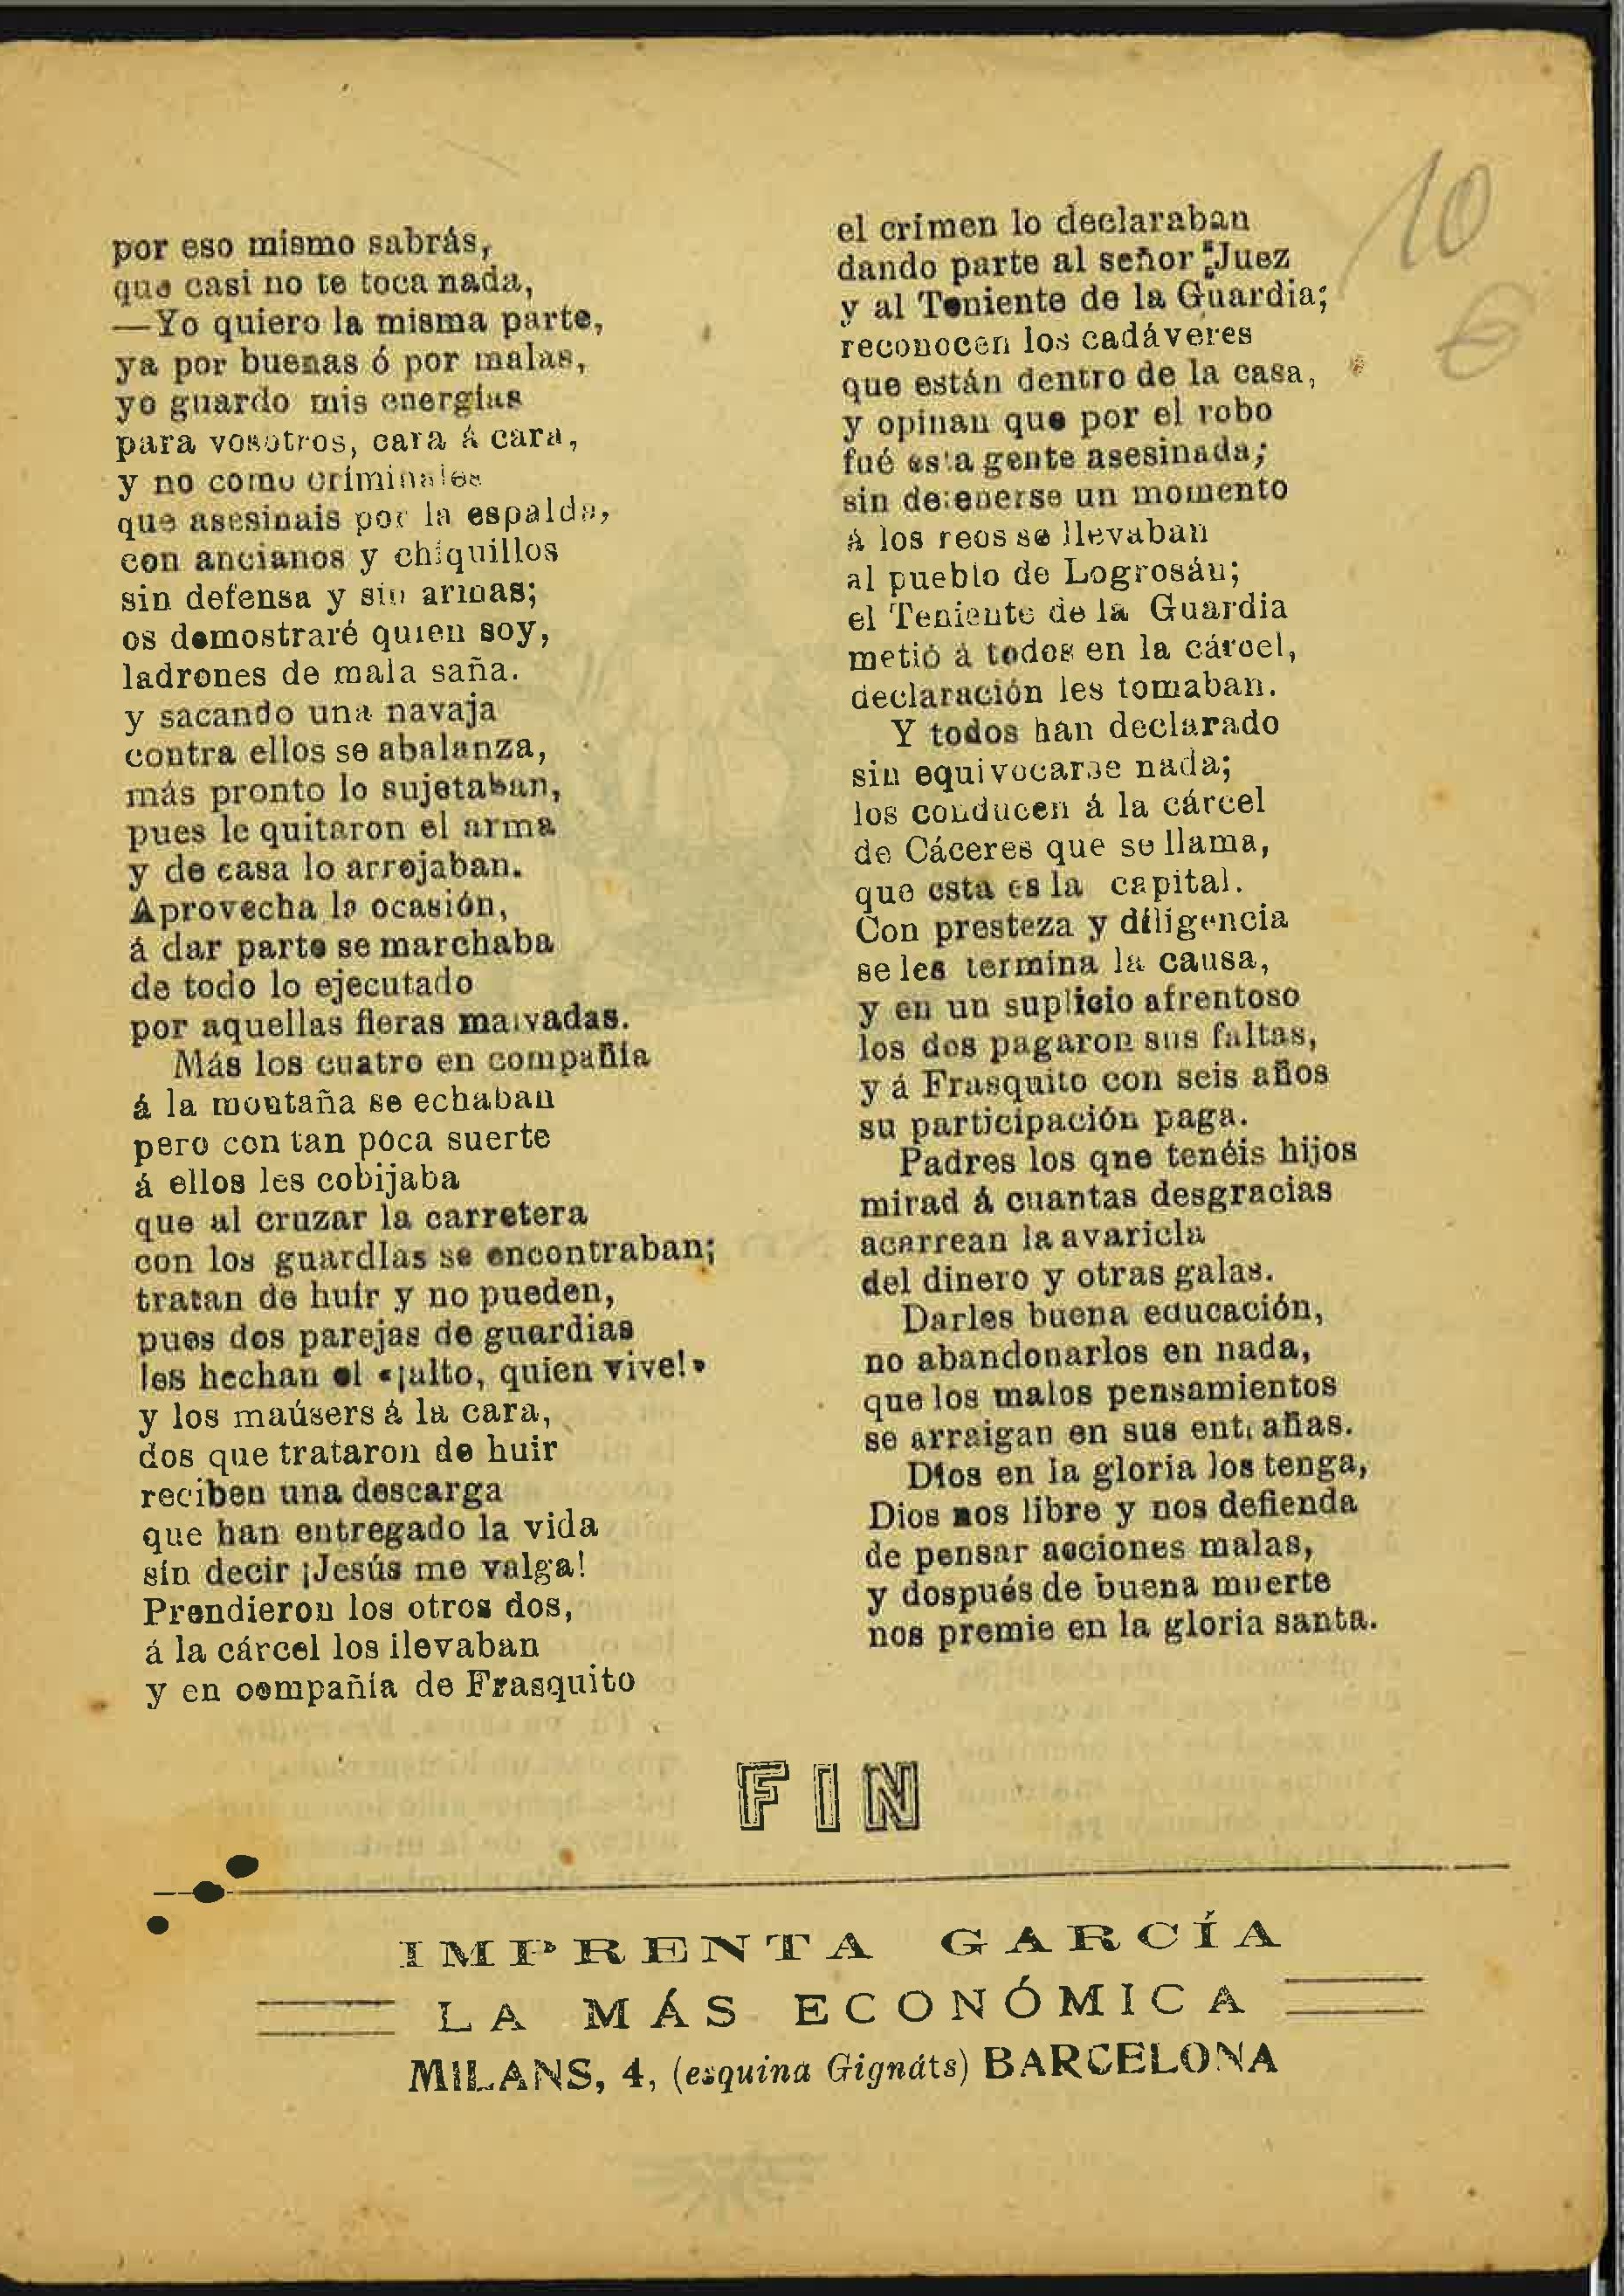 por eso mismo sabrás,
que casi no te toca nada,
—Yo quiero la misma parte,
ya por buenas ó por malas,
yo guardo mis energías
para vosotros, cara á cara,
y no como criminales
que asesinais por la espalda,
con ancianos y chiquillos
sin defensa y sin armas;
os demostraré quien soy,
ladrones de mala saña.
y sacando una navaja
contra ellos se abalanza,
más pronto lo sujetaban,
pues le quitaron el arma
y de casa lo arrojaban.
Aprovecha la ocasión,
á dar parte se marchaba
de todo lo ejecutado
por aquellas fieras malvadas.
Más los cuatro en compañía
á la montaña se echaban
pero con tan poca suerte
á ellos les cobijaba
que al cruzar la carretera
con los guardIas se encontraban;
tratan de huir y no pueden,
pues dos parejas de guardias
les hechan el «¡alto, quien vive!»
y los maúsers á la cara,
dos que trataron de huir
reciben una descarga
que han entregado la vida
sin decir ¡Jesús me valga!
Prendieron los otros dos,
á la cárcel los ilevaban
y en compañía de Frasquito
el crimen lo declaraban
dando parte al señor Juez
y al Teniente de la Guardia;
reconocen los cadáveres
que están dentro de la casa,
y opinan que por el robo
fué esta gente asesinada;
sin detenerse un momento
á los reos se llevaban
al pueblo de Logrosán;
el Teniente de la Guardia
metió á todos en la cárcel,
declaración les tomaban.
Y todos han declarado
sin equivocarse nada;
los conducen á la cárcel
de Cáceres que se llama,
que esta es la capital.
Con presteza y diligencia
se les termina la causa,
y en un suplicio afrentoso
los dos pagaron sus faltas,
y á Frasquito con seis años
su participación paga.
Padres los qne tenéis hijos
mirad á cuantas desgracias
acarrean la avaricia
del dinero y otras galas.
Darles buena educación,
no abandonarlos en nada,
que los malos pensamientos
se arraigan en sus entrañas.
Dios en la gloria los tenga,
Dios nos libre y nos defienda
de pensar acciones malas,
y después de buena muerte
nos premie en la gloria santa.
10
6
FIN
IMPRENTA GARCÍA
LA MÁS ECONÓMICA
MILANS, 4, (esquina Gignáts) BARCELONA